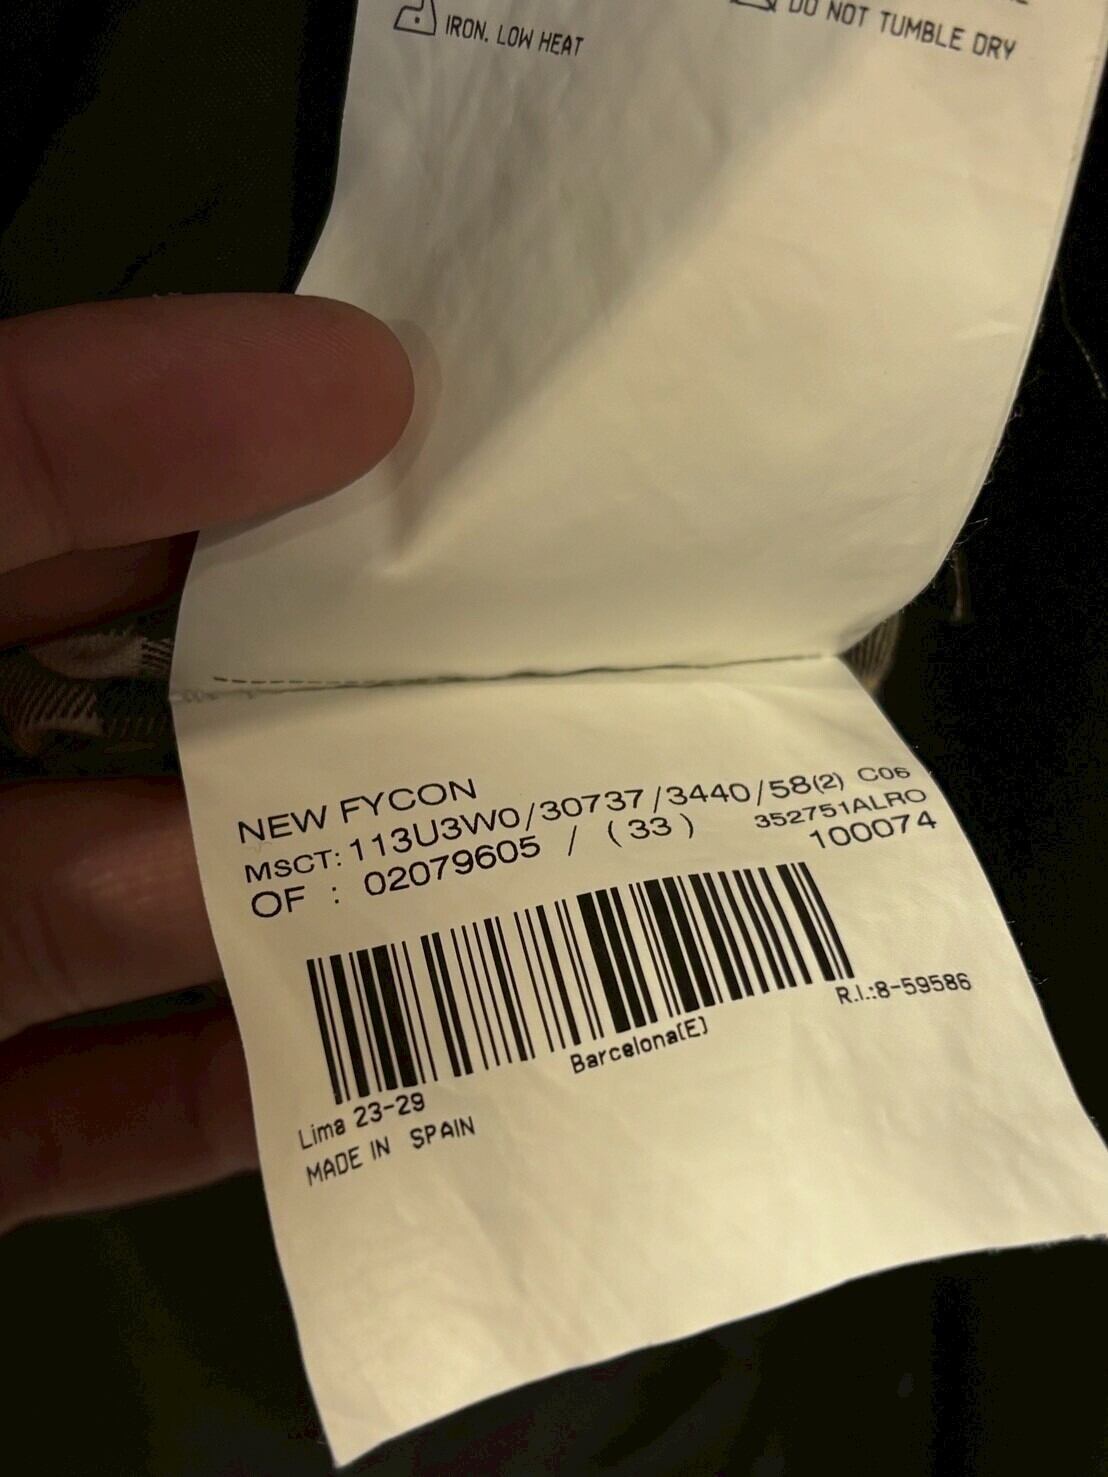 IRON. LOW HEAT
DO NOT TUMBLE DRY
NEW FYCON
MSCT: 113U3W0/30737/3440/58(2) C06
OF : 02079605 / (33) 352751ALRO
100074
R.I.:8-59586
Barcelona(E)
Lima 23-29
MADE IN SPAIN